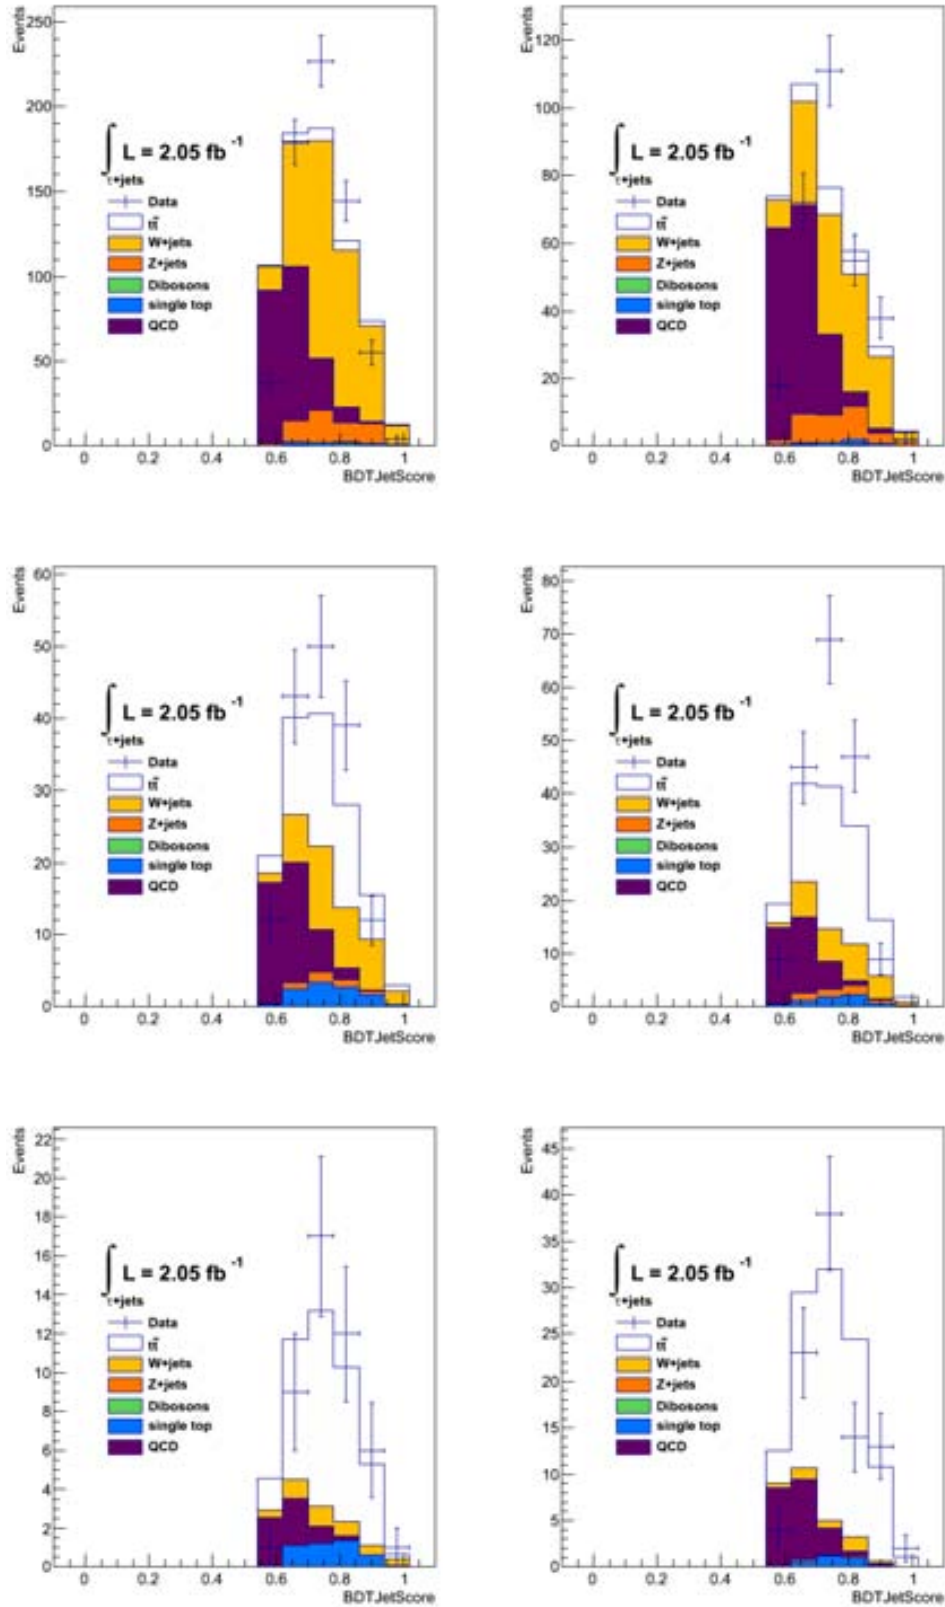 Events
250
200
150
100
50
0
∫ L = 2.05 fb -1
τ+jets
Data
tt̄
W+jets
Z+jets
Dibosons
single top
QCD
0 0.2 0.4 0.6 0.8 1
BDTJetScore
Events
120
100
80
60
40
20
0
∫ L = 2.05 fb -1
τ+jets
Data
tt̄
W+jets
Z+jets
Dibosons
single top
QCD
0 0.2 0.4 0.6 0.8 1
BDTJetScore
Events
60
50
40
30
20
10
0
∫ L = 2.05 fb -1
τ+jets
Data
tt̄
W+jets
Z+jets
Dibosons
single top
QCD
0 0.2 0.4 0.6 0.8 1
BDTJetScore
Events
80
70
60
50
40
30
20
10
0
∫ L = 2.05 fb -1
τ+jets
Data
tt̄
W+jets
Z+jets
Dibosons
single top
QCD
0 0.2 0.4 0.6 0.8 1
BDTJetScore
Events
22
20
18
16
14
12
10
8
6
4
2
0
∫ L = 2.05 fb -1
τ+jets
Data
tt̄
W+jets
Z+jets
Dibosons
single top
QCD
0 0.2 0.4 0.6 0.8 1
BDTJetScore
Events
45
40
35
30
25
20
15
10
5
0
∫ L = 2.05 fb -1
τ+jets
Data
tt̄
W+jets
Z+jets
Dibosons
single top
QCD
0 0.2 0.4 0.6 0.8 1
BDTJetScore